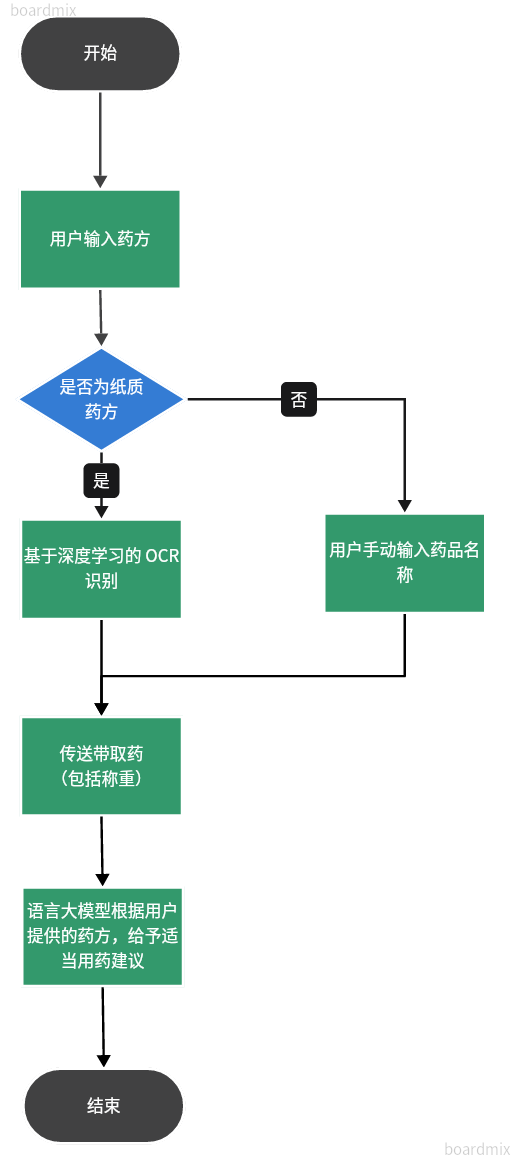 boardmix
开始
用户输入药方
是否为纸质
药方
否
是
基于深度学习的 OCR
识别
用户手动输入药品名
称
传送带取药
（包括称重）
语言大模型根据用户
提供的药方，给予适
当用药建议
结束
boardmix